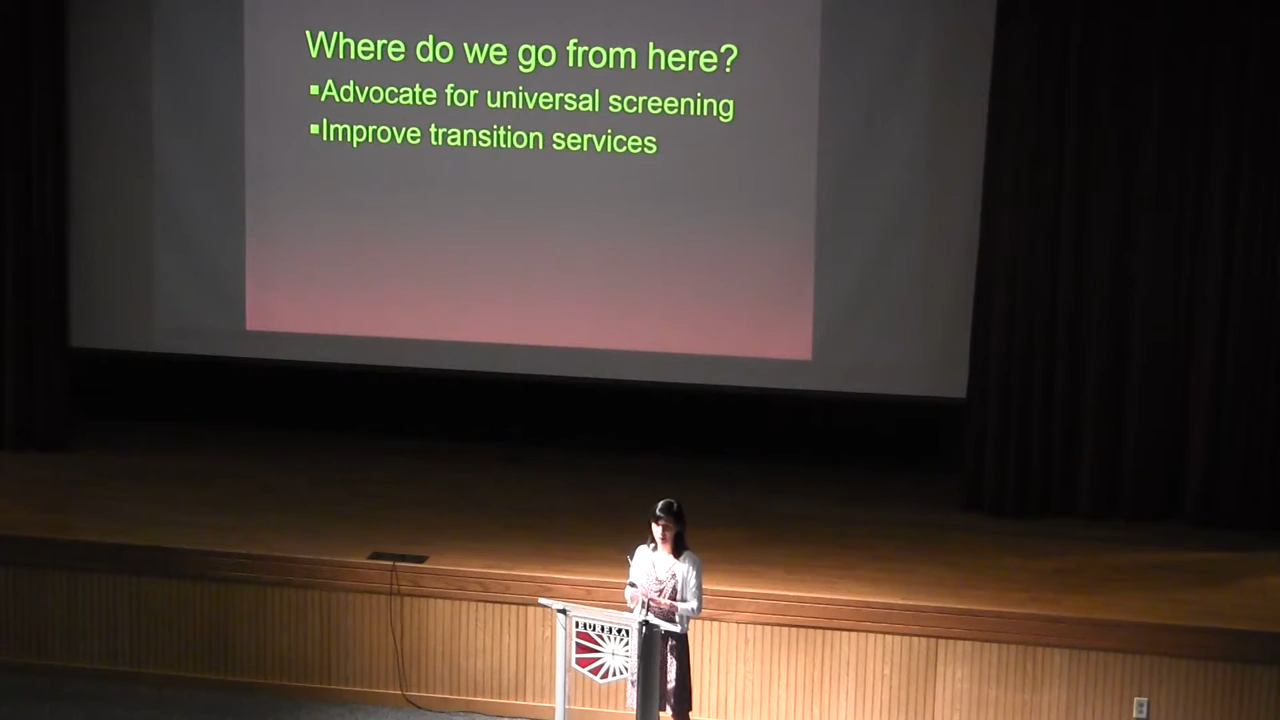 Where do we go from here?
▪Advocate for universal screening
▪Improve transition services
EUREKA